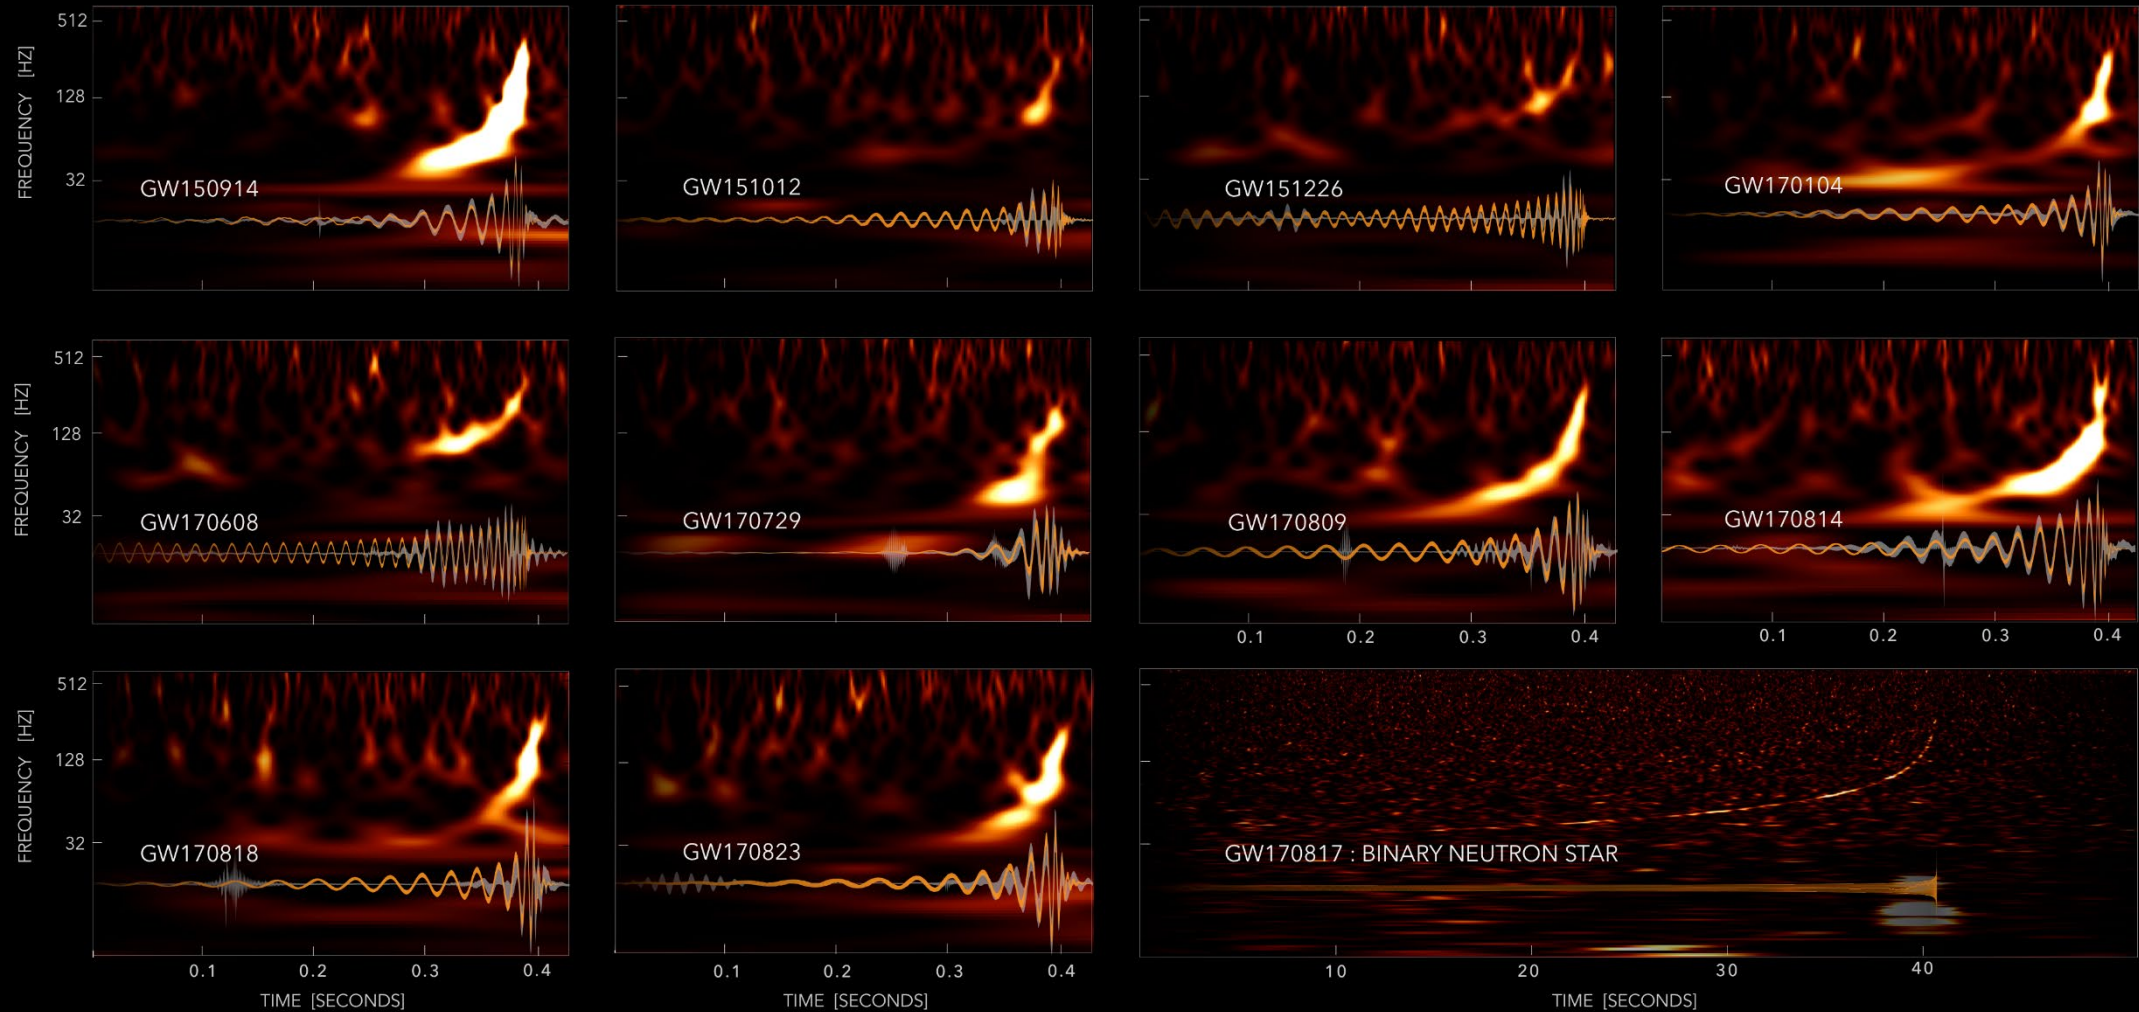 512
128
32
FREQUENCY [HZ]
GW150914
GW151012
GW151226
GW170104
512
128
32
FREQUENCY [HZ]
GW170608
GW170729
GW170809
GW170814
0.1 0.2 0.3 0.4
0.1 0.2 0.3 0.4
512
128
32
FREQUENCY [HZ]
GW170818
GW170823
GW170817 : BINARY NEUTRON STAR
0.1 0.2 0.3 0.4
0.1 0.2 0.3 0.4
10 20 30 40
TIME [SECONDS]
TIME [SECONDS]
TIME [SECONDS]